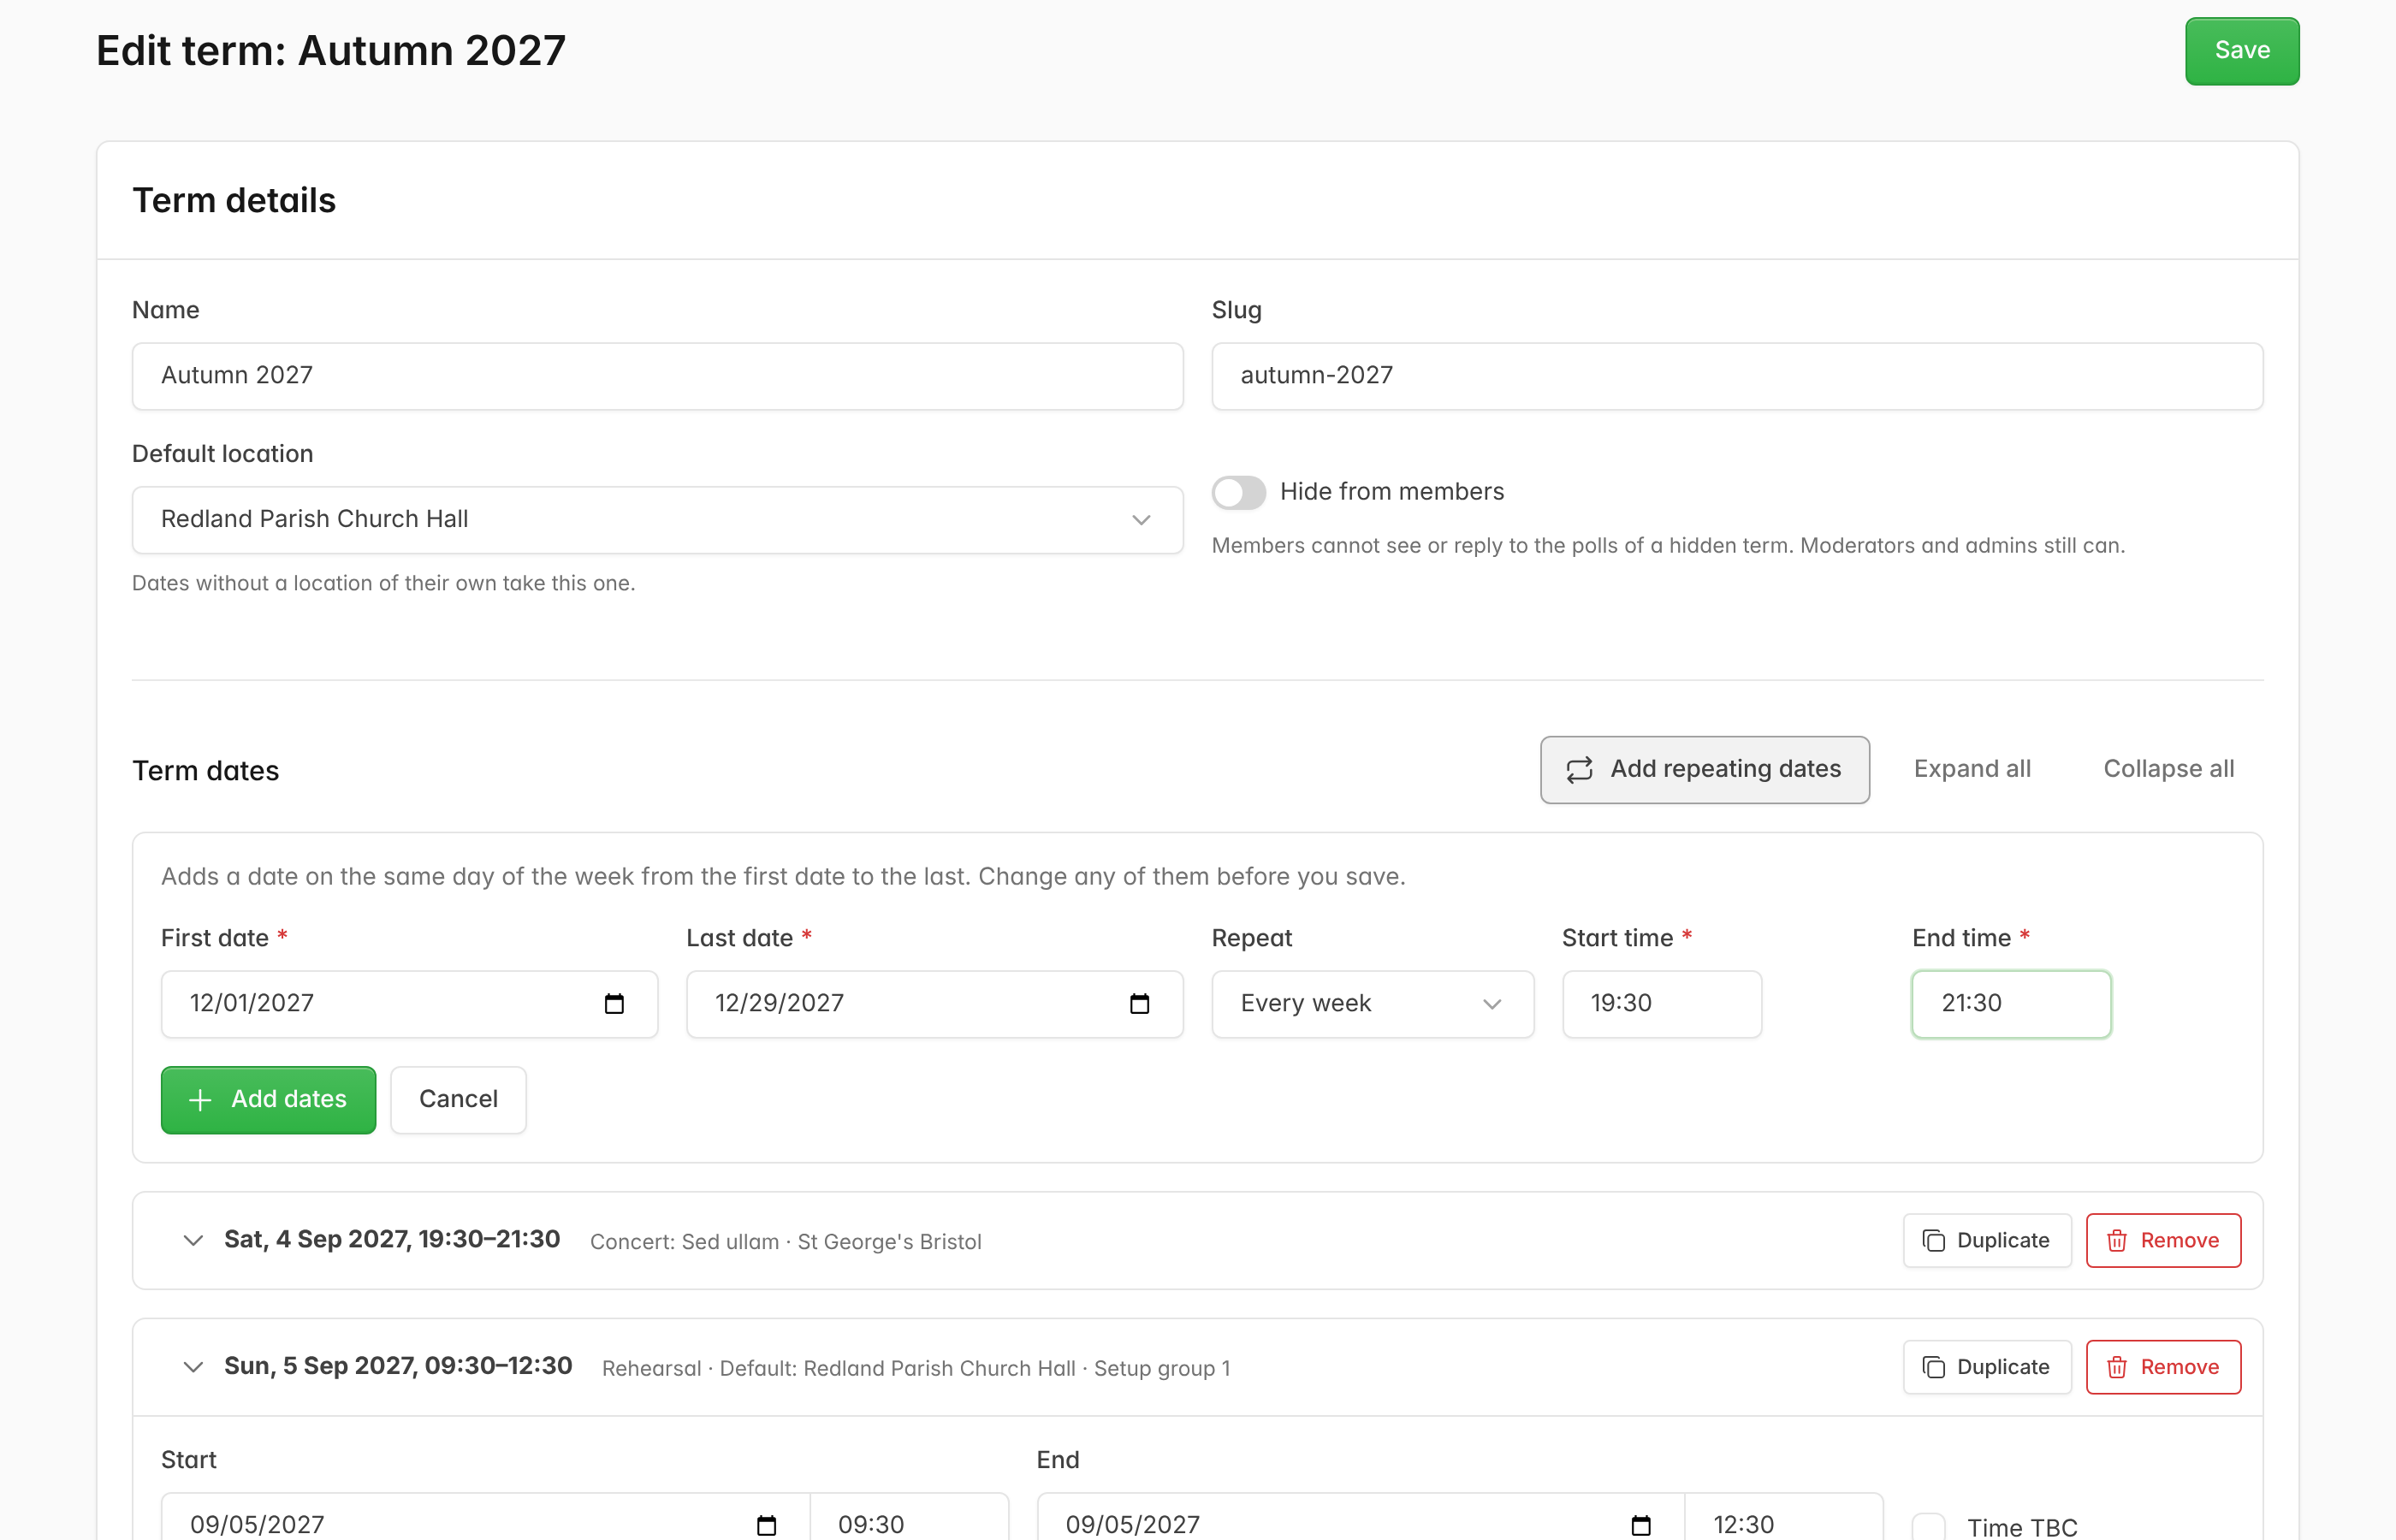 Edit term: Autumn 2027
Save
Term details
Name
Slug
Autumn 2027
autumn-2027
Default location
Redland Parish Church Hall
Hide from members
Members cannot see or reply to the polls of a hidden term. Moderators and admins still can.
Dates without a location of their own take this one.
Term dates
Add repeating dates
Expand all
Collapse all
Adds a date on the same day of the week from the first date to the last. Change any of them before you save.
First date *
Last date *
Repeat
Start time *
End time *
12/01/2027
12/29/2027
Every week
19:30
21:30
Add dates
Cancel
Sat, 4 Sep 2027, 19:30–21:30
Concert: Sed ullam · St George's Bristol
Duplicate
Remove
Sun, 5 Sep 2027, 09:30–12:30
Rehearsal · Default: Redland Parish Church Hall · Setup group 1
Duplicate
Remove
Start
End
09/05/2027
09:30
09/05/2027
12:30
Time TBC